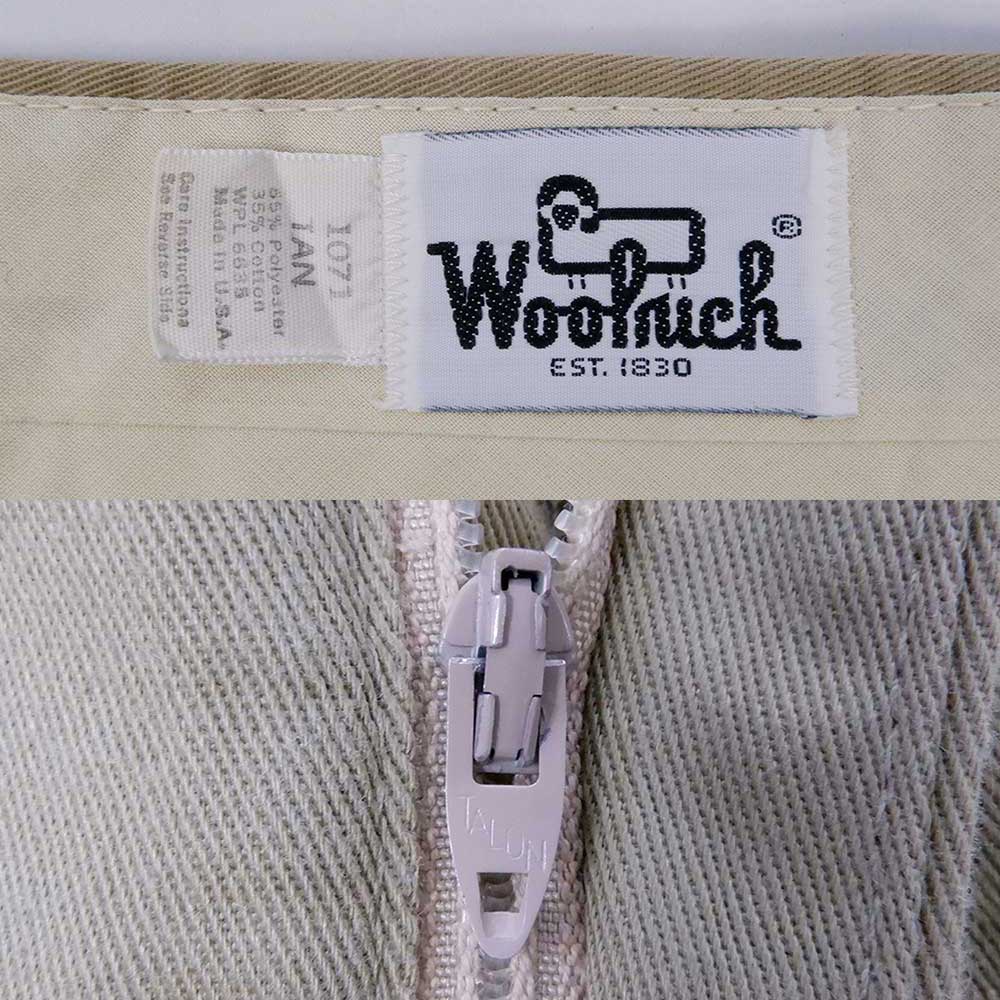 1071
TAN
65% Polyester
35% Cotton
WPL 6635
Made in U.S.A.
Care Instructions
See Reverse Side
Woolrich®
EST. 1830
TALON